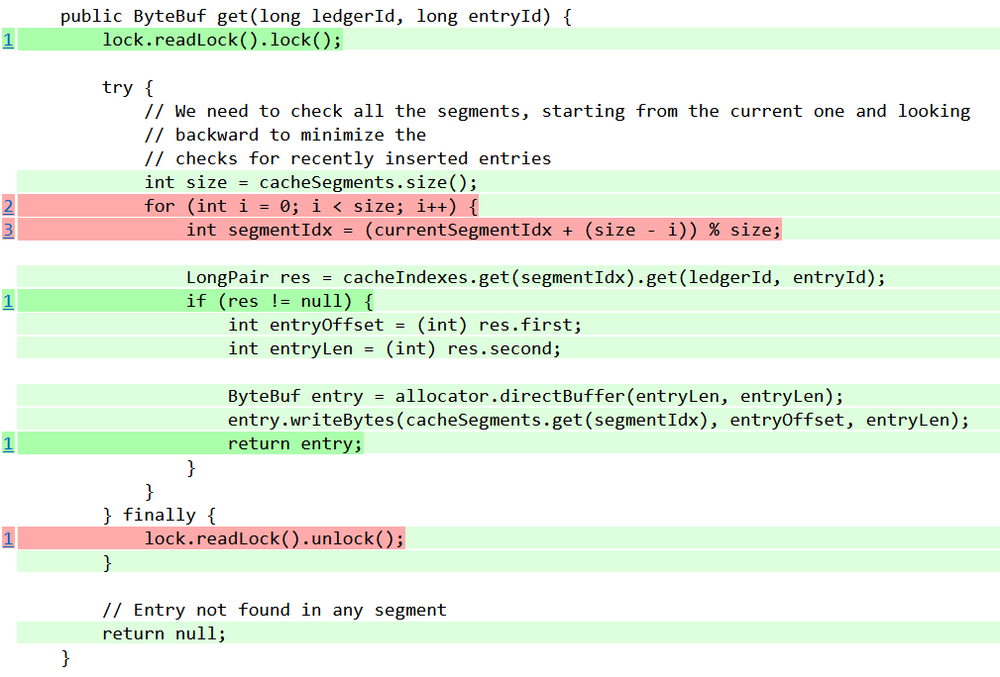 public ByteBuf get(long ledgerId, long entryId) {
1 lock.readLock().lock();
try {
// We need to check all the segments, starting from the current one and looking
// backward to minimize the
// checks for recently inserted entries
int size = cacheSegments.size();
2 for (int i = 0; i < size; i++) {
3 int segmentIdx = (currentSegmentIdx + (size - i)) % size;
LongPair res = cacheIndexes.get(segmentIdx).get(ledgerId, entryId);
1 if (res != null) {
int entryOffset = (int) res.first;
int entryLen = (int) res.second;
ByteBuf entry = allocator.directBuffer(entryLen, entryLen);
entry.writeBytes(cacheSegments.get(segmentIdx), entryOffset, entryLen);
1 return entry;
}
}
} finally {
1 lock.readLock().unlock();
}
// Entry not found in any segment
return null;
}